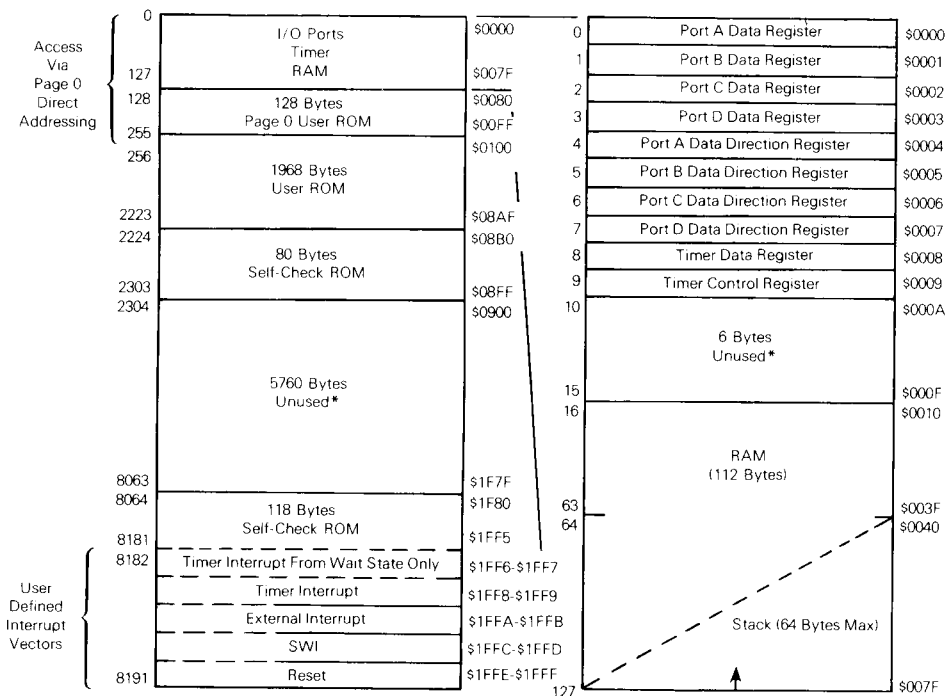 0
Access
Via
Page 0
Direct
Addressing
I/O Ports
Timer
RAM
$0000
127
$007F
128
128 Bytes
Page 0 User ROM
$0080
255
$00FF
256
1968 Bytes
User ROM
$0100
2223
$08AF
2224
80 Bytes
Self-Check ROM
$08B0
2303
$08FF
2304
5760 Bytes
Unused*
$0900
8063
$1F7F
8064
118 Bytes
Self-Check ROM
$1F80
8181
$1FF5
User
Defined
Interrupt
Vectors
8182
Timer Interrupt From Wait State Only
$1FF6-$1FF7
Timer Interrupt
$1FF8-$1FF9
External Interrupt
$1FFA-$1FFB
SWI
$1FFC-$1FFD
8191
Reset
$1FFE-$1FFF
0 Port A Data Register $0000
1 Port B Data Register $0001
2 Port C Data Register $0002
3 Port D Data Register $0003
4 Port A Data Direction Register $0004
5 Port B Data Direction Register $0005
6 Port C Data Direction Register $0006
7 Port D Data Direction Register $0007
8 Timer Data Register $0008
9 Timer Control Register $0009
10 $000A
6 Bytes
Unused*
15 $000F
16 $0010
RAM
(112 Bytes)
63 $003F
64 $0040
Stack (64 Bytes Max)
127 $007F